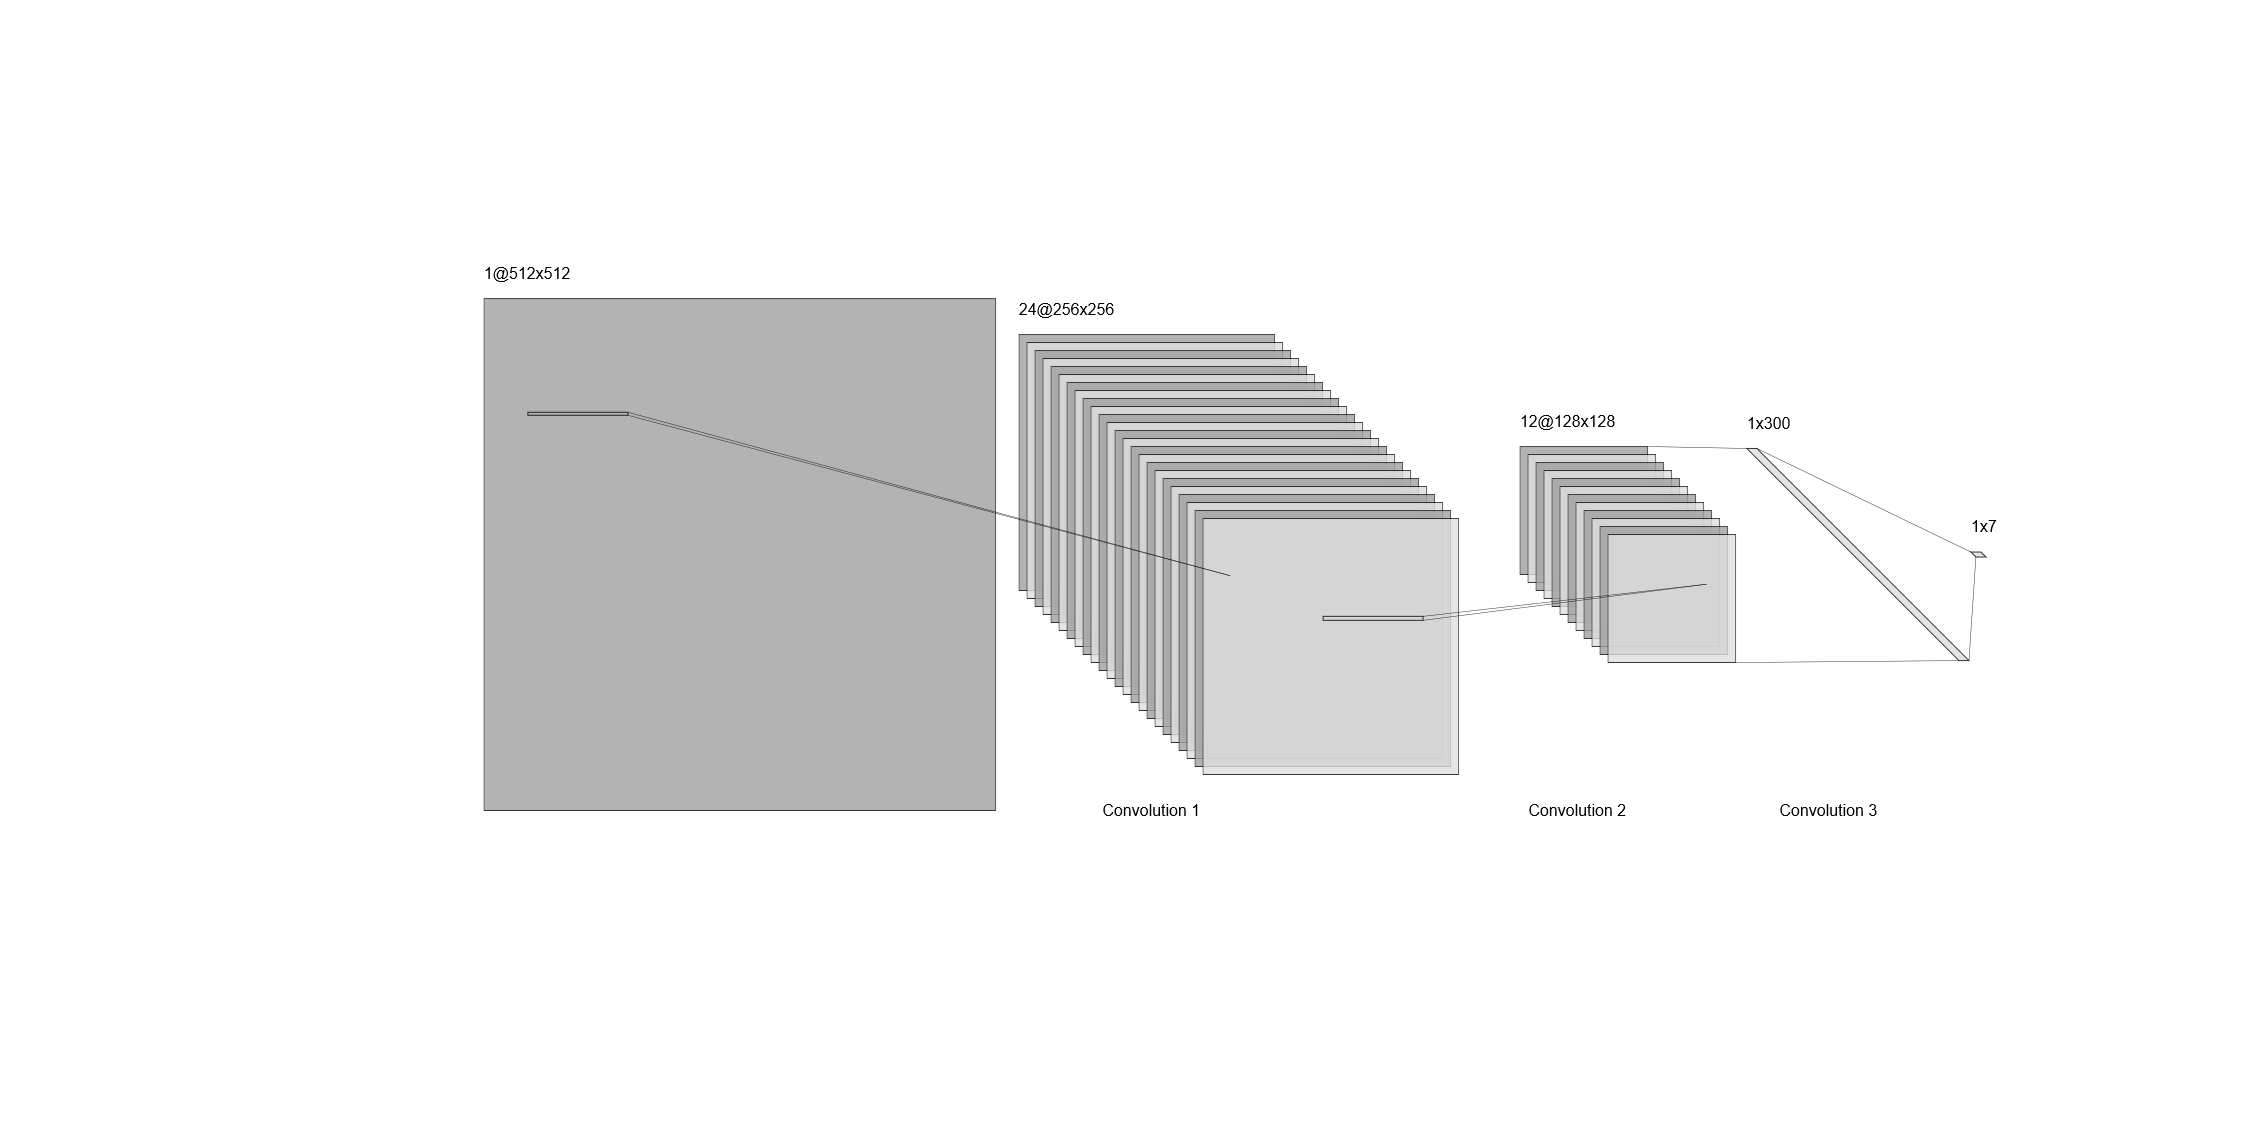 1@512x512
24@256x256
12@128x128
1x300
1x7
Convolution 1
Convolution 2
Convolution 3